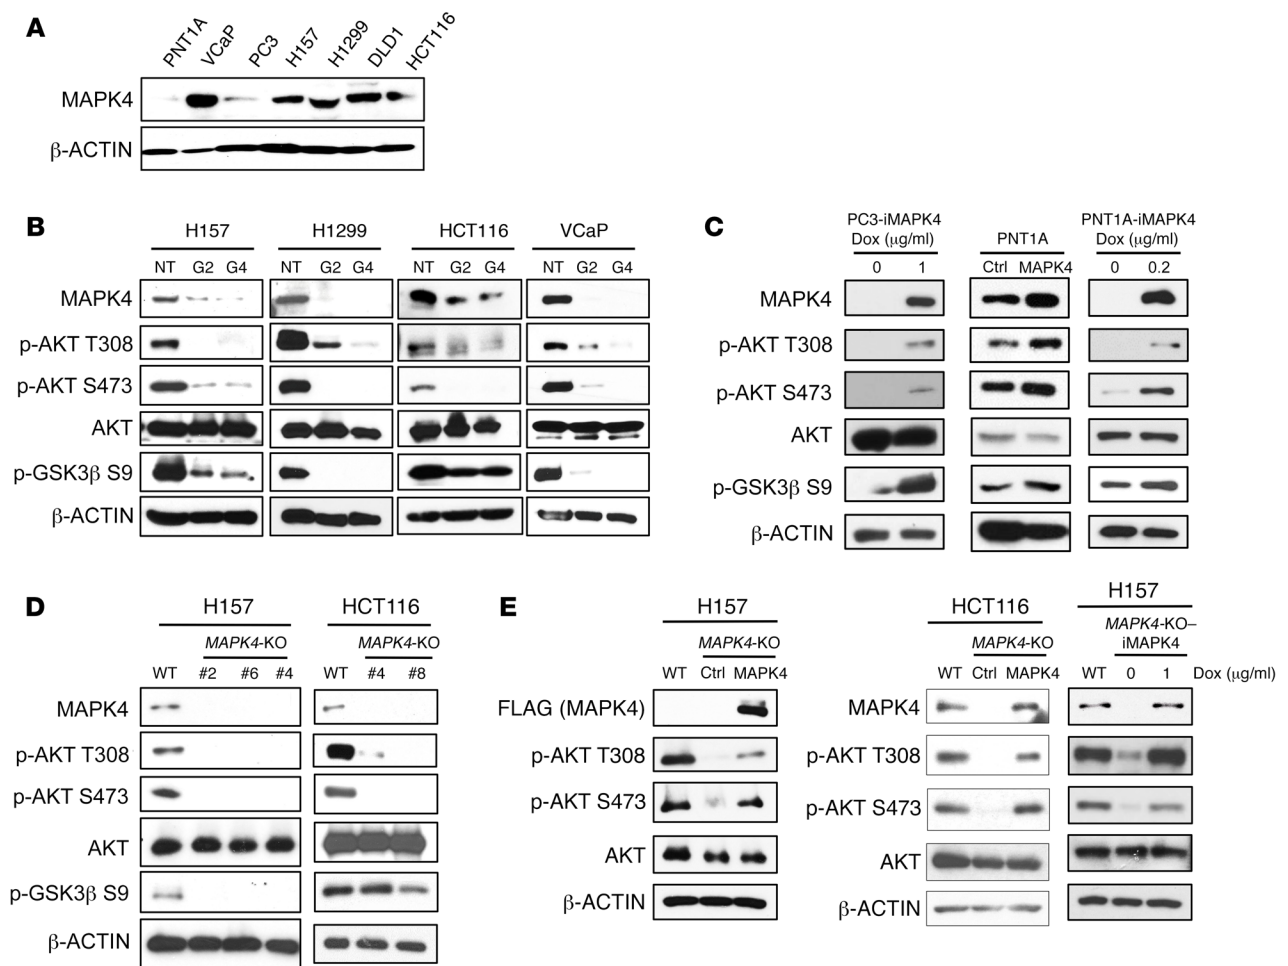 A
PNT1A VCaP PC3 H157 H1299 DLD1 HCT116
MAPK4
β-ACTIN
B
H157 H1299 HCT116 VCaP
NT G2 G4 NT G2 G4 NT G2 G4 NT G2 G4
MAPK4
p-AKT T308
p-AKT S473
AKT
p-GSK3β S9
β-ACTIN
C
PC3-iMAPK4 PNT1A-iMAPK4
Dox (μg/ml) PNT1A Dox (μg/ml)
0 1 Ctrl MAPK4 0 0.2
MAPK4
p-AKT T308
p-AKT S473
AKT
p-GSK3β S9
β-ACTIN
D
H157 HCT116
MAPK4-KO MAPK4-KO
WT #2 #6 #4 WT #4 #8
MAPK4
p-AKT T308
p-AKT S473
AKT
p-GSK3β S9
β-ACTIN
E
H157
MAPK4-KO
WT Ctrl MAPK4
FLAG (MAPK4)
p-AKT T308
p-AKT S473
AKT
β-ACTIN
HCT116 H157
MAPK4-KO MAPK4-KO–
iMAPK4
WT Ctrl MAPK4 WT 0 1 Dox (μg/ml)
MAPK4
p-AKT T308
p-AKT S473
AKT
β-ACTIN